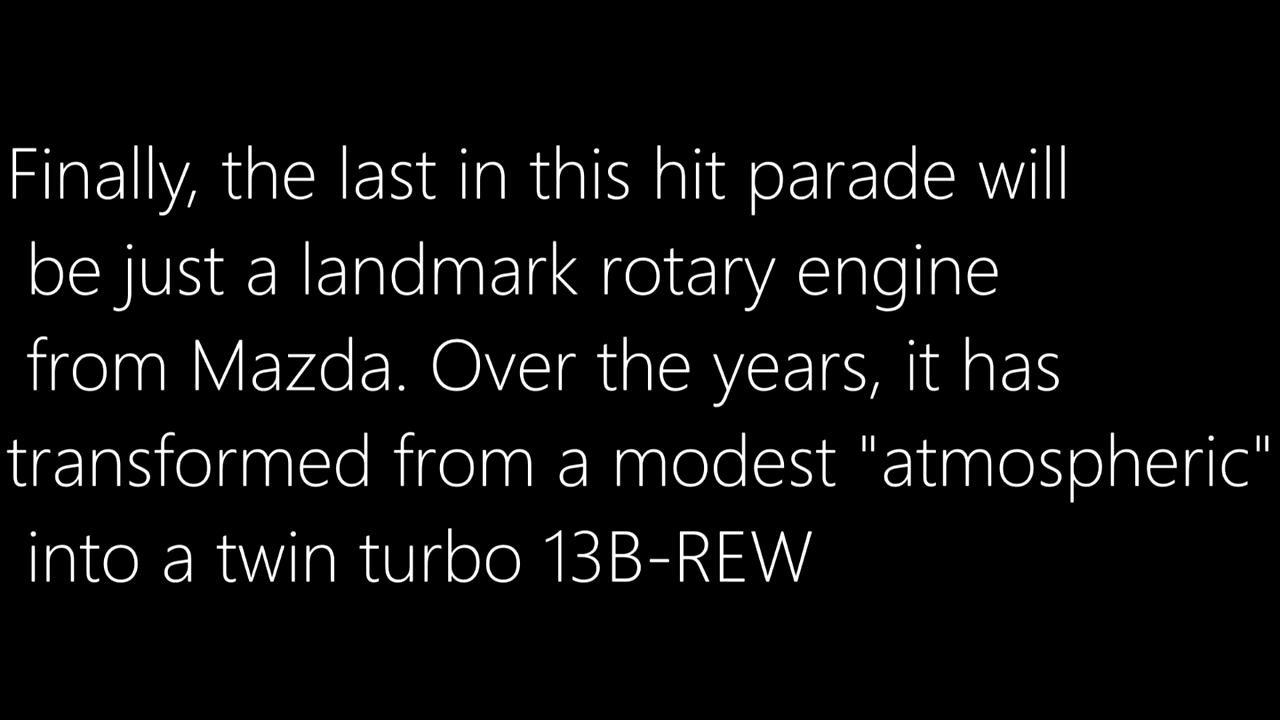 Finally, the last in this hit parade will
be just a landmark rotary engine
from Mazda. Over the years, it has
transformed from a modest "atmospheric"
into a twin turbo 13B-REW